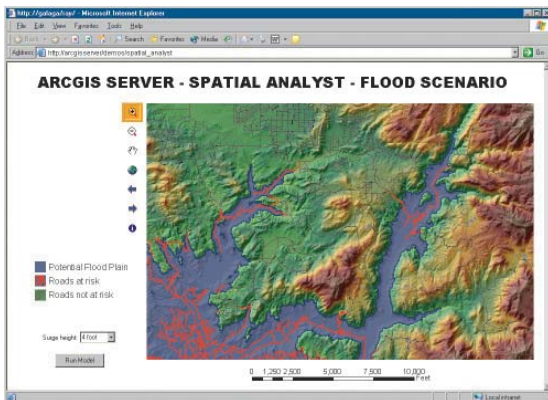 http://galaga/sap/ - Microsoft Internet Explorer
File Edit View Favorites Tools Help
Back Search Favorites Media
Address http://arcgisserver/demos/spatial_analyst Go
ARCGIS SERVER - SPATIAL ANALYST - FLOOD SCENARIO
Potential Flood Plain
Roads at risk
Roads not at risk
Surge height 4 foot
Run Model
0 1,250 2,500 5,000 7,500 10,000
Feet
Local intranet